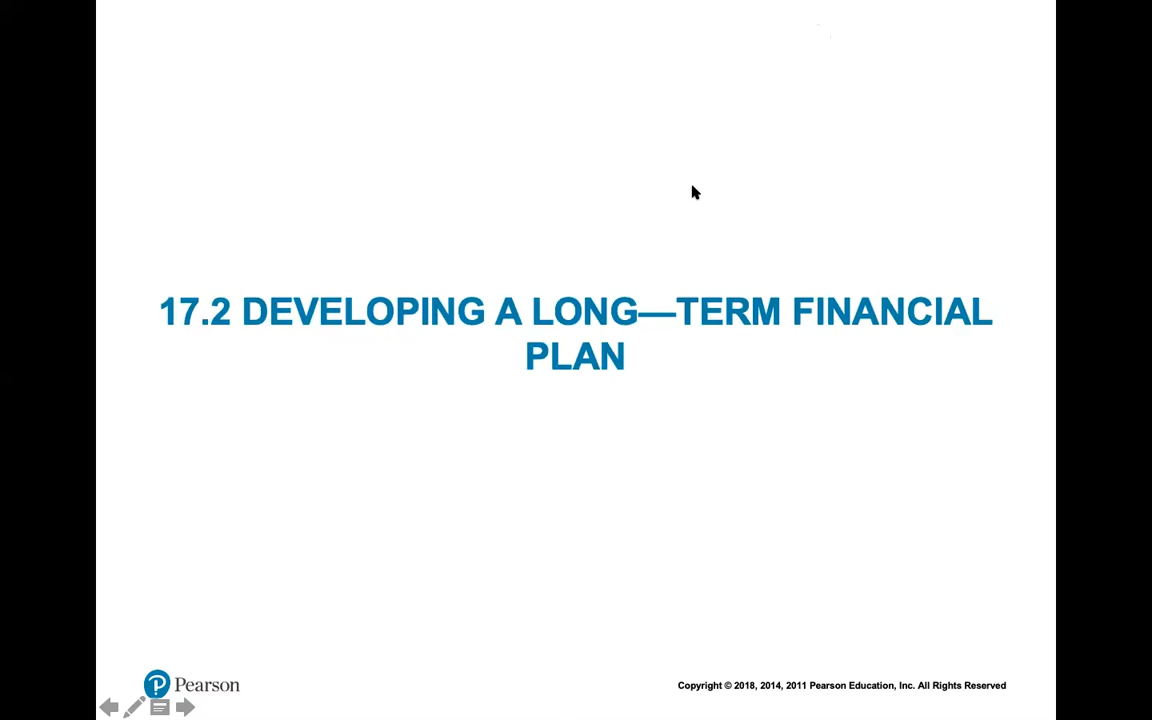 17.2 DEVELOPING A LONG—TERM FINANCIAL
PLAN
Pearson
Copyright © 2018, 2014, 2011 Pearson Education, Inc. All Rights Reserved